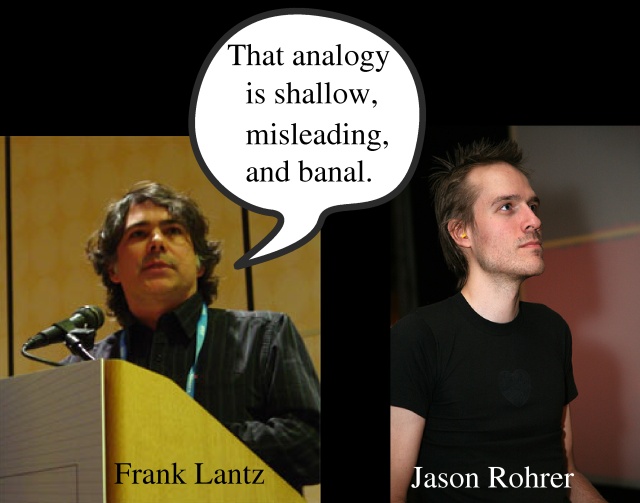 That analogy
is shallow,
misleading,
and banal.
Frank Lantz
Jason Rohrer